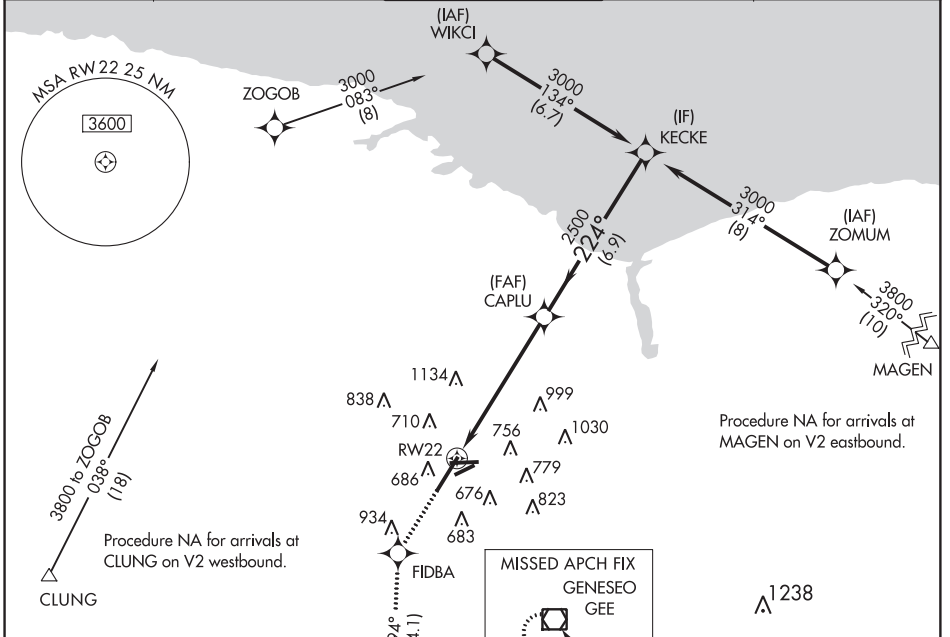 (IAF)
WIKCI
MSA RW22 25 NM
3600
ZOGOB
3000
083°
(8)
3000
134°
(6.7)
(IF)
KECKE
3000
314°
(8)
(IAF)
ZOMUM
2500
224°
(6.9)
(FAF)
CAPLU
3800
320°
(10)
MAGEN
1134
838
710
999
1030
756
RW22
686
779
676
823
683
934
Procedure NA for arrivals at
MAGEN on V2 eastbound.
3800 to ZOGOB
038°
(18)
Procedure NA for arrivals at
CLUNG on V2 westbound.
CLUNG
FIDBA
MISSED APCH FIX
GENESEO
GEE
1238